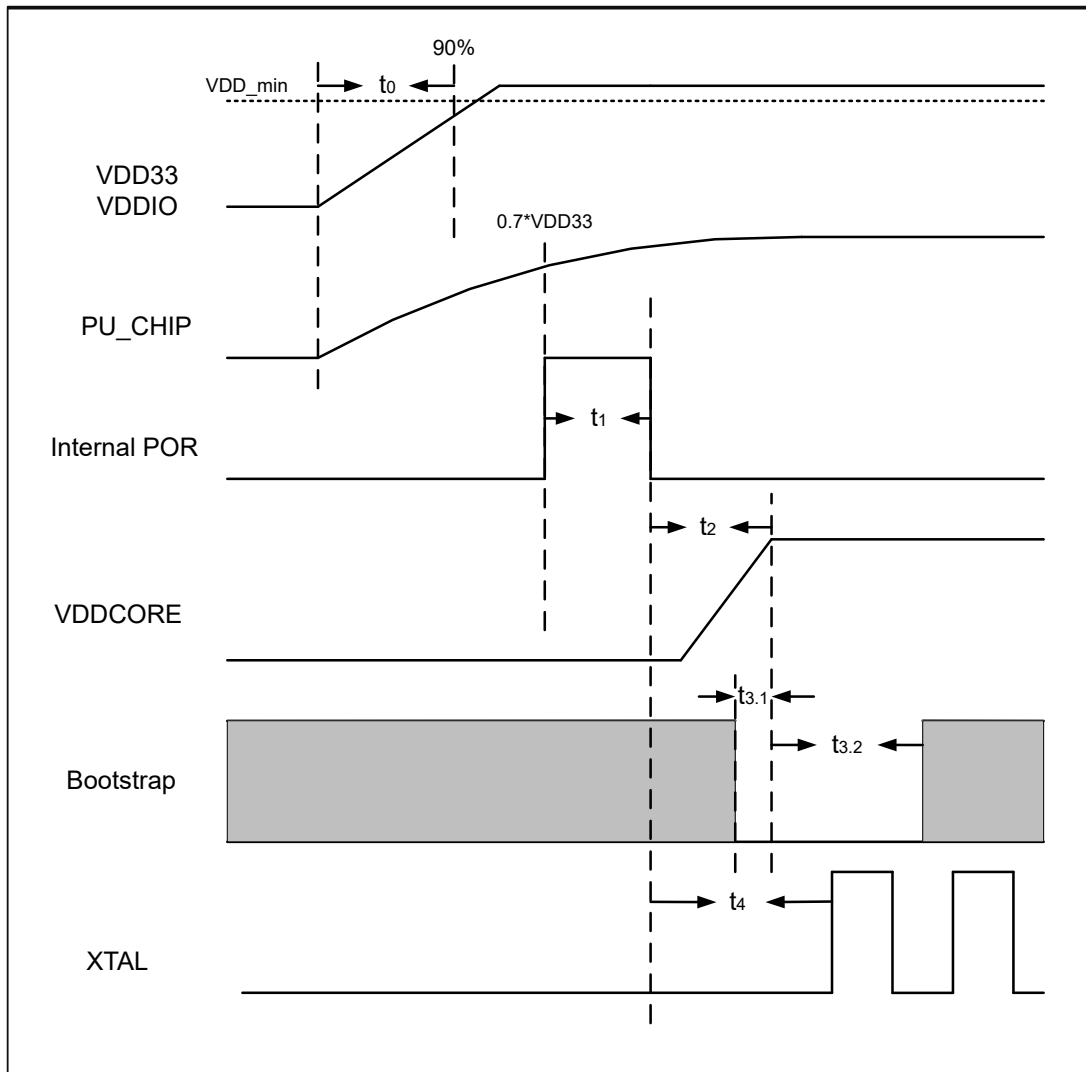 90%
VDD_min
t0
VDD33
VDDIO
0.7*VDD33
PU_CHIP
t1
Internal POR
t2
VDDCORE
t3.1
t3.2
Bootstrap
t4
XTAL